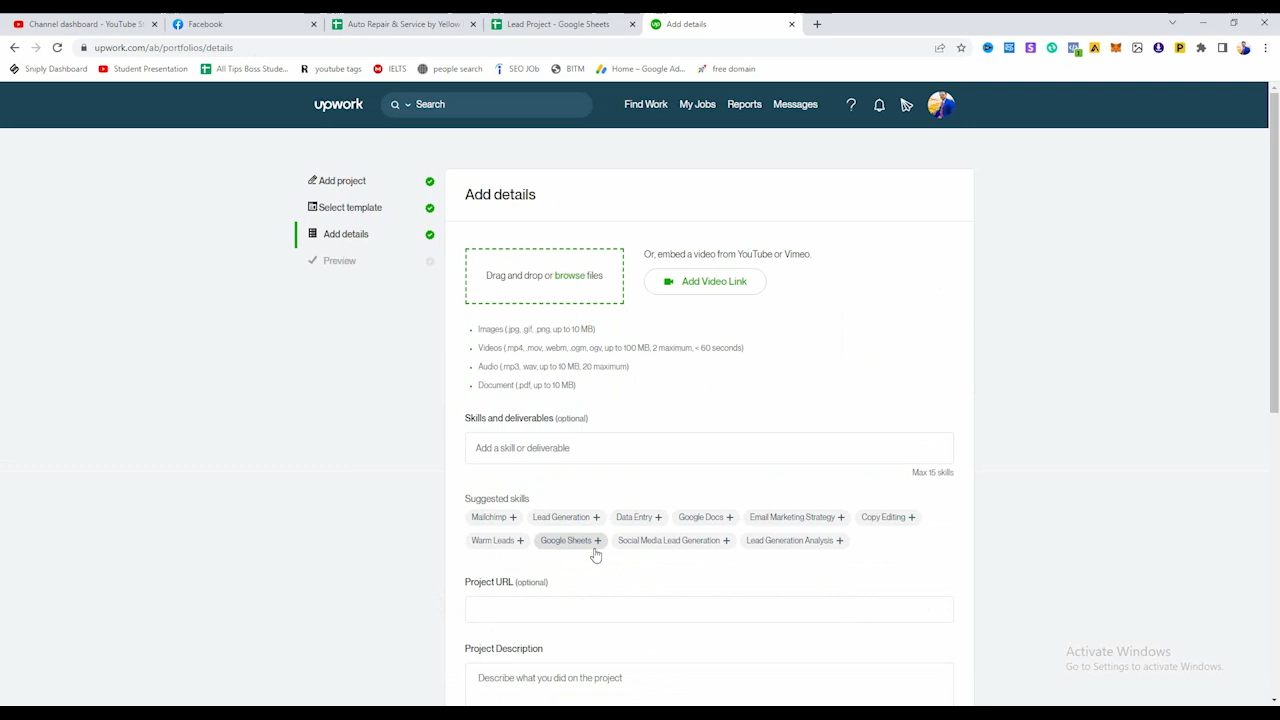 Channel dashboard - YouTube S
Facebook
Auto Repair & Service by Yellow
Lead Project - Google Sheets
Add details
upwork.com/ab/portfolios/details
Sniply Dashboard
Student Presentation
All Tips Boss Stude...
youtube tags
IELTS
people search
SEO JOb
BITM
Home – Google Ad...
free domain
upwork
Search
Find Work
My Jobs
Reports
Messages
Add project
Select template
Add details
Preview
Add details
Drag and drop or browse files
Or, embed a video from YouTube or Vimeo.
Add Video Link
• Images (.jpg, .gif, .png, up to 10 MB)
• Videos (.mp4, .mov, .webm, .ogm, ogv, up to 100 MB, 2 maximum, < 60 seconds)
• Audio (.mp3, .wav, up to 10 MB, 20 maximum)
• Document (.pdf, up to 10 MB)
Skills and deliverables (optional)
Add a skill or deliverable
Max 15 skills
Suggested skills
Mailchimp + Lead Generation + Data Entry + Google Docs + Email Marketing Strategy + Copy Editing +
Warm Leads + Google Sheets + Social Media Lead Generation + Lead Generation Analysis +
Project URL (optional)
Project Description
Describe what you did on the project
Activate Windows
Go to Settings to activate Windows.